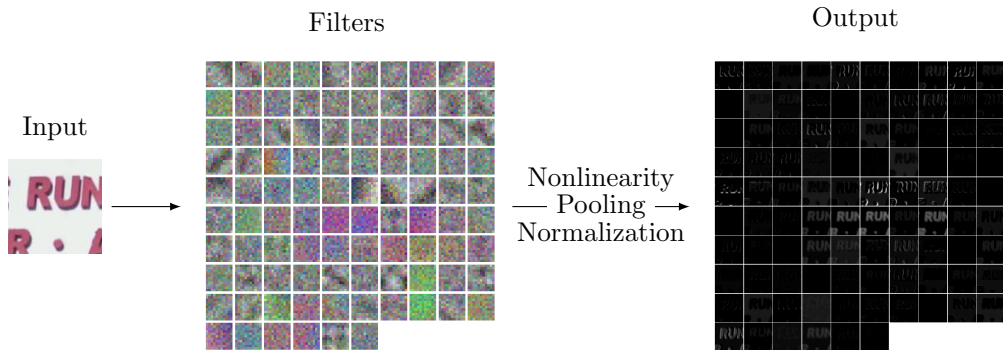 Filters
Output
Input
RUN
R · A
Nonlinearity
Pooling
Normalization